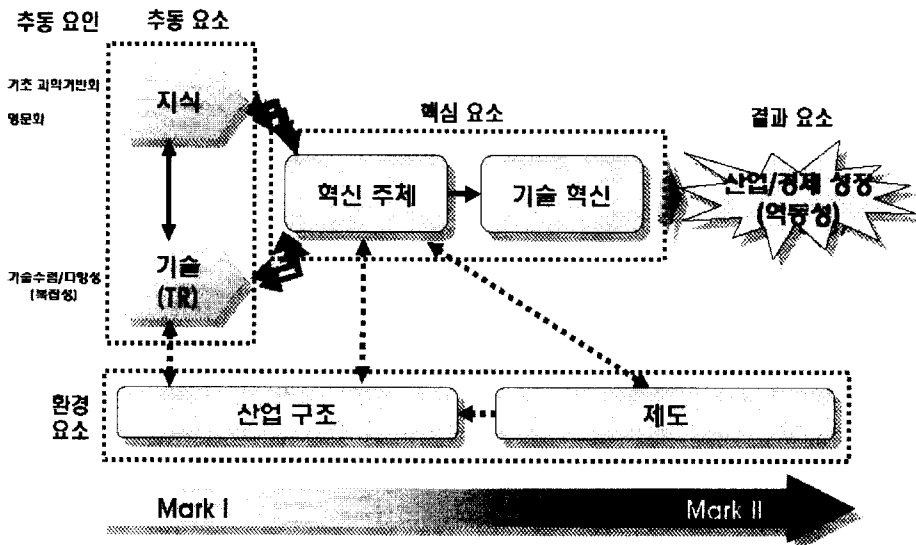 추동 요인
추동 요소
기초 과학기반화
명문화
지식
핵심 요소
결과 요소
혁신 주체
기술 혁신
산업/경제 성장
(역동성)
기술
(TR)
기술수렴/다양성
(복잡성)
환경
요소
산업 구조
제도
Mark I
Mark II